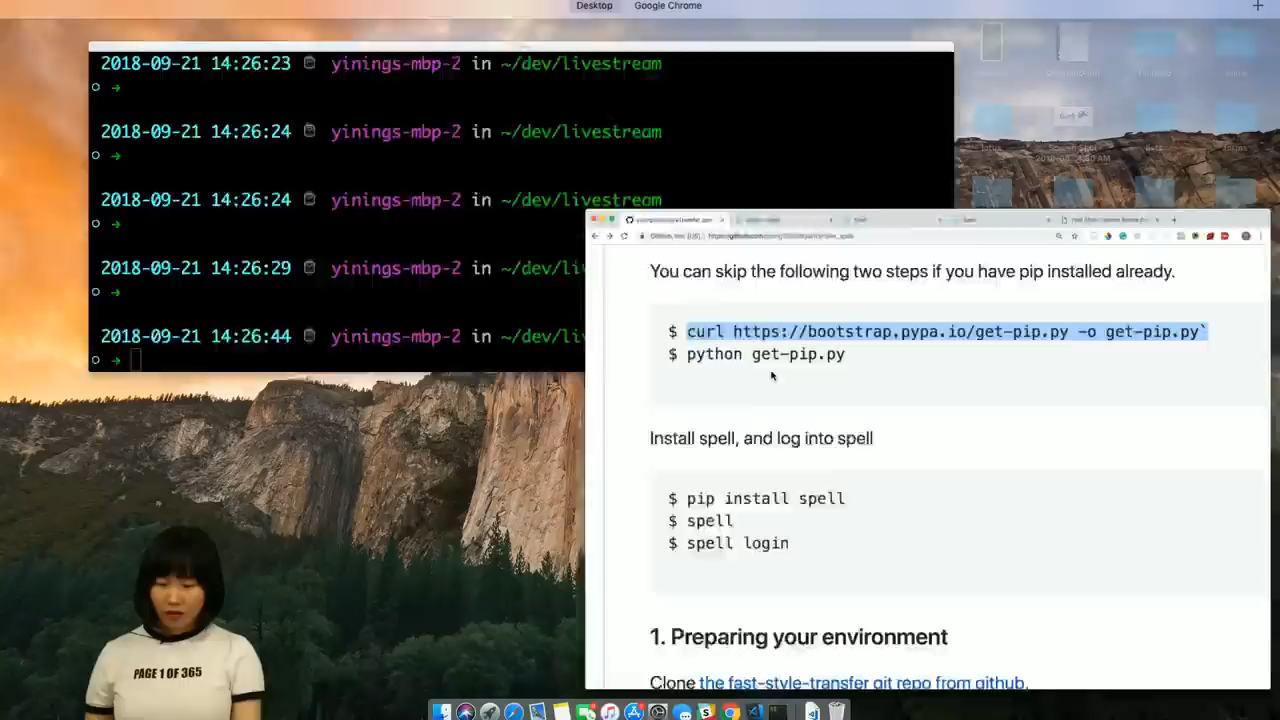 Desktop
Google Chrome
2018-09-21 14:26:23 yinings-mbp-2 in ~/dev/livestream
→
2018-09-21 14:26:24 yinings-mbp-2 in ~/dev/livestream
→
2018-09-21 14:26:24 yinings-mbp-2 in ~/dev/livestream
→
2018-09-21 14:26:29 yinings-mbp-2 in ~/dev/li
→
2018-09-21 14:26:44 yinings-mbp-2 in ~/dev/li
→
You can skip the following two steps if you have pip installed already.
$ curl https://bootstrap.pypa.io/get-pip.py -o get-pip.py`
$ python get-pip.py
Install spell, and log into spell
$ pip install spell
$ spell
$ spell login
1. Preparing your environment
Clone the fast-style-transfer git repo from github.
PAGE 1 OF 365